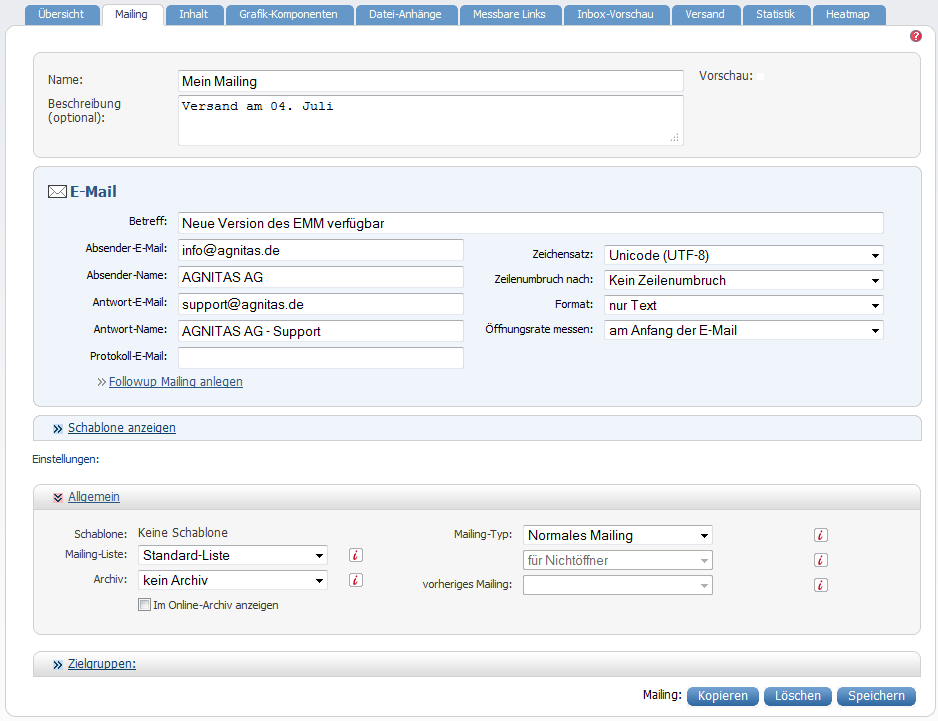 Übersicht Mailing Inhalt Grafik-Komponenten Datei-Anhänge Messbare Links Inbox-Vorschau Versand Statistik Heatmap
?
Name: Mein Mailing Vorschau:
Beschreibung Versand am 04. Juli
(optional):
E-Mail
Betreff: Neue Version des EMM verfügbar
Absender-E-Mail: info@agnitas.de Zeichensatz: Unicode (UTF-8)
Absender-Name: AGNITAS AG Zeilenumbruch nach: Kein Zeilenumbruch
Antwort-E-Mail: support@agnitas.de Format: nur Text
Antwort-Name: AGNITAS AG - Support Öffnungsrate messen: am Anfang der E-Mail
Protokoll-E-Mail:
Followup Mailing anlegen
Schablone anzeigen
Einstellungen:
Allgemein
Schablone: Keine Schablone Mailing-Typ: Normales Mailing i
Mailing-Liste: Standard-Liste i für Nichtöffner i
Archiv: kein Archiv i vorheriges Mailing: i
Im Online-Archiv anzeigen
Zielgruppen:
Mailing: Kopieren Löschen Speichern